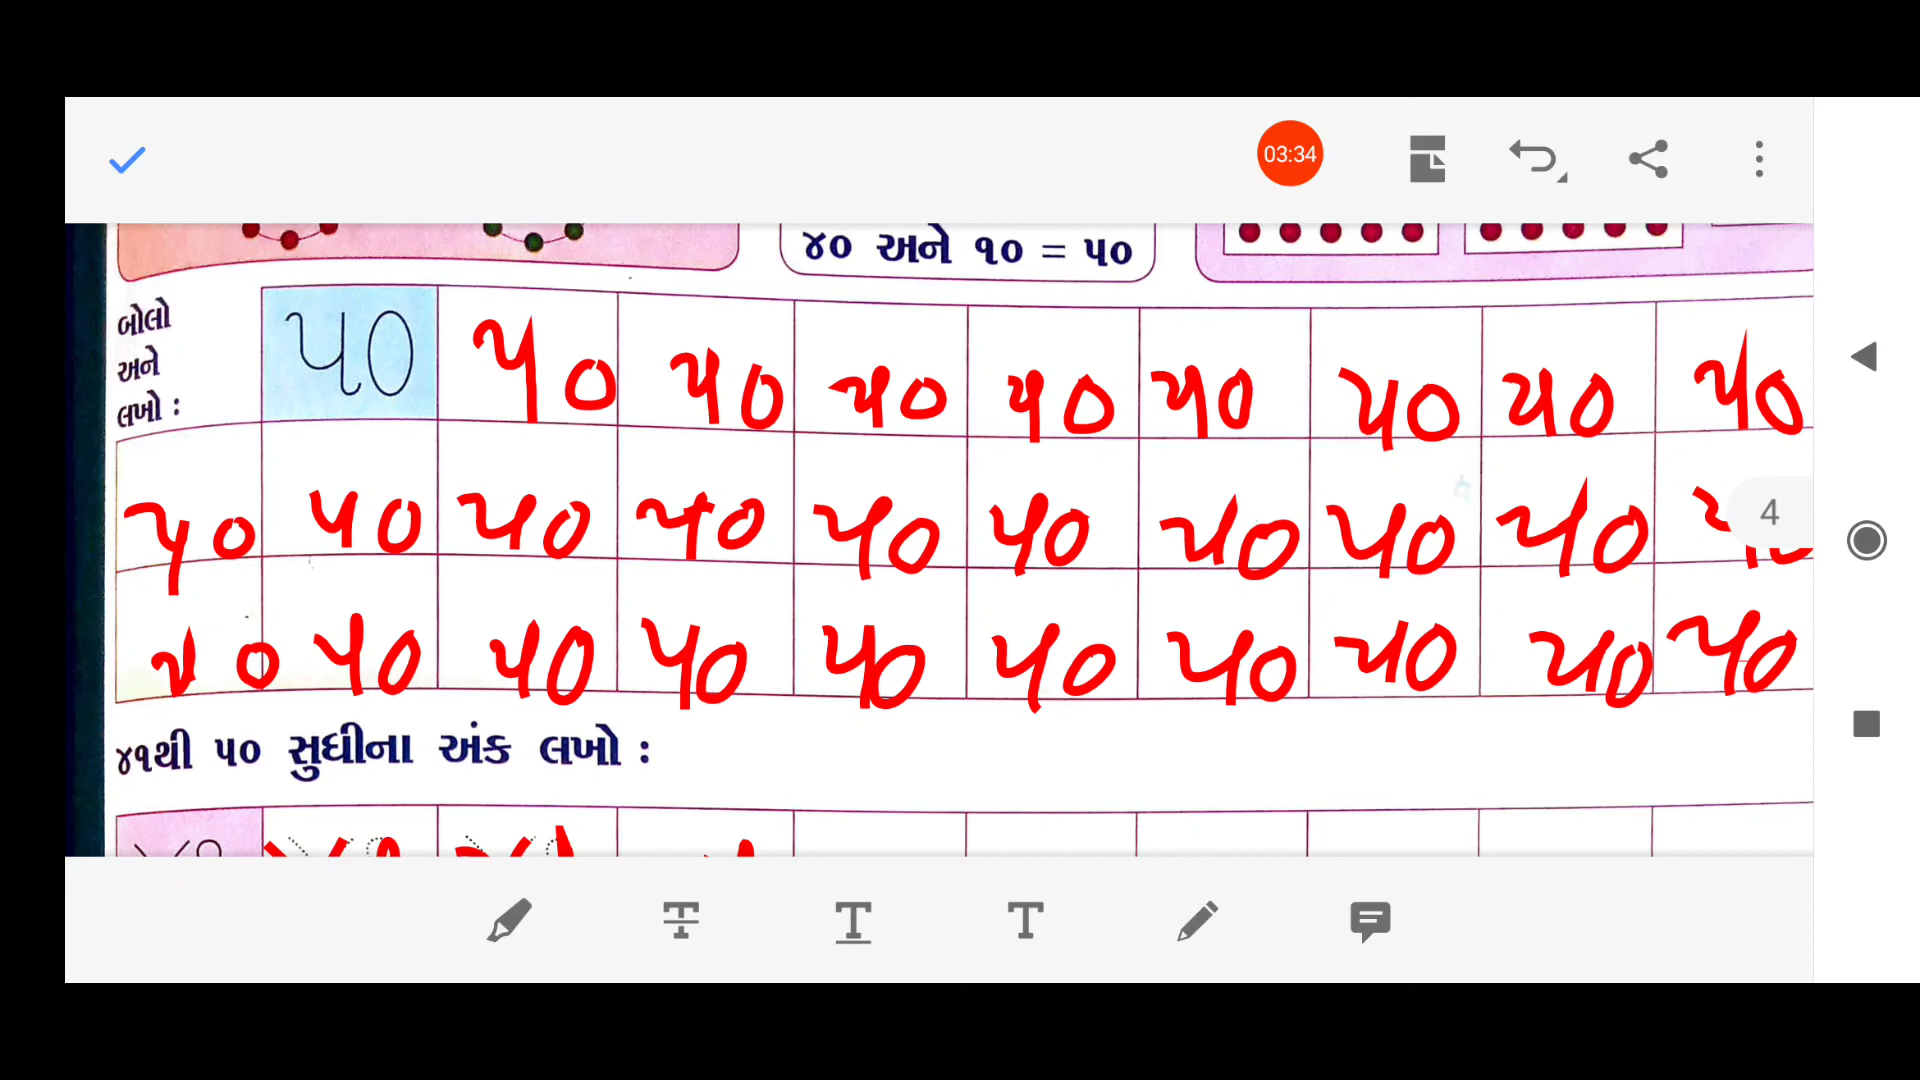 03:34
૪૦ અને ૧૦ = ૫૦
બોલો
અને
લખો :
૫૦ ૫૦ ૫૦ ૫૦ ૫૦ ૫૦ ૫૦ ૫૦ ૫૦
૫૦ ૫૦ ૫૦ ૫૦ ૫૦ ૫૦ ૫૦ ૫૦ ૫૦
4
૫૦ ૫૦ ૫૦ ૫૦ ૫૦ ૫૦ ૫૦ ૫૦ ૫૦ ૫૦
૪૧થી ૫૦ સુધીના અંક લખો :